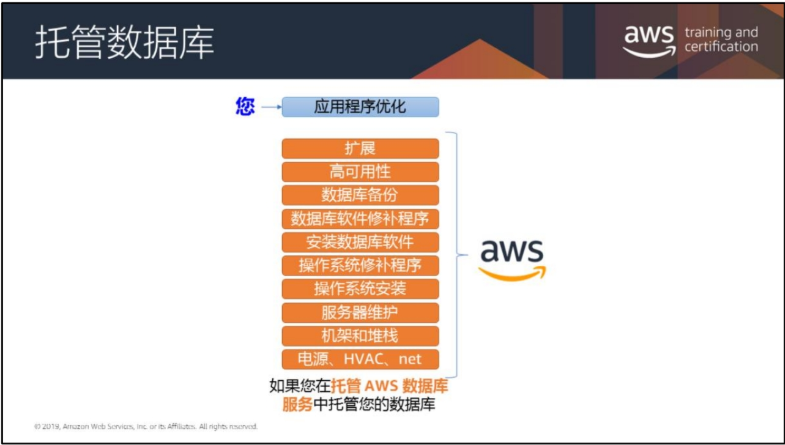 托管数据库
aws training and
certification
您
应用程序优化
扩展
高可用性
数据库备份
数据库软件修补程序
安装数据库软件
操作系统修补程序
操作系统安装
服务器维护
机架和堆栈
电源、HVAC、net
aws
如果您在托管 AWS 数据库
服务中托管您的数据库
© 2019, Amazon Web Services, Inc. or its Affiliates. All rights reserved.